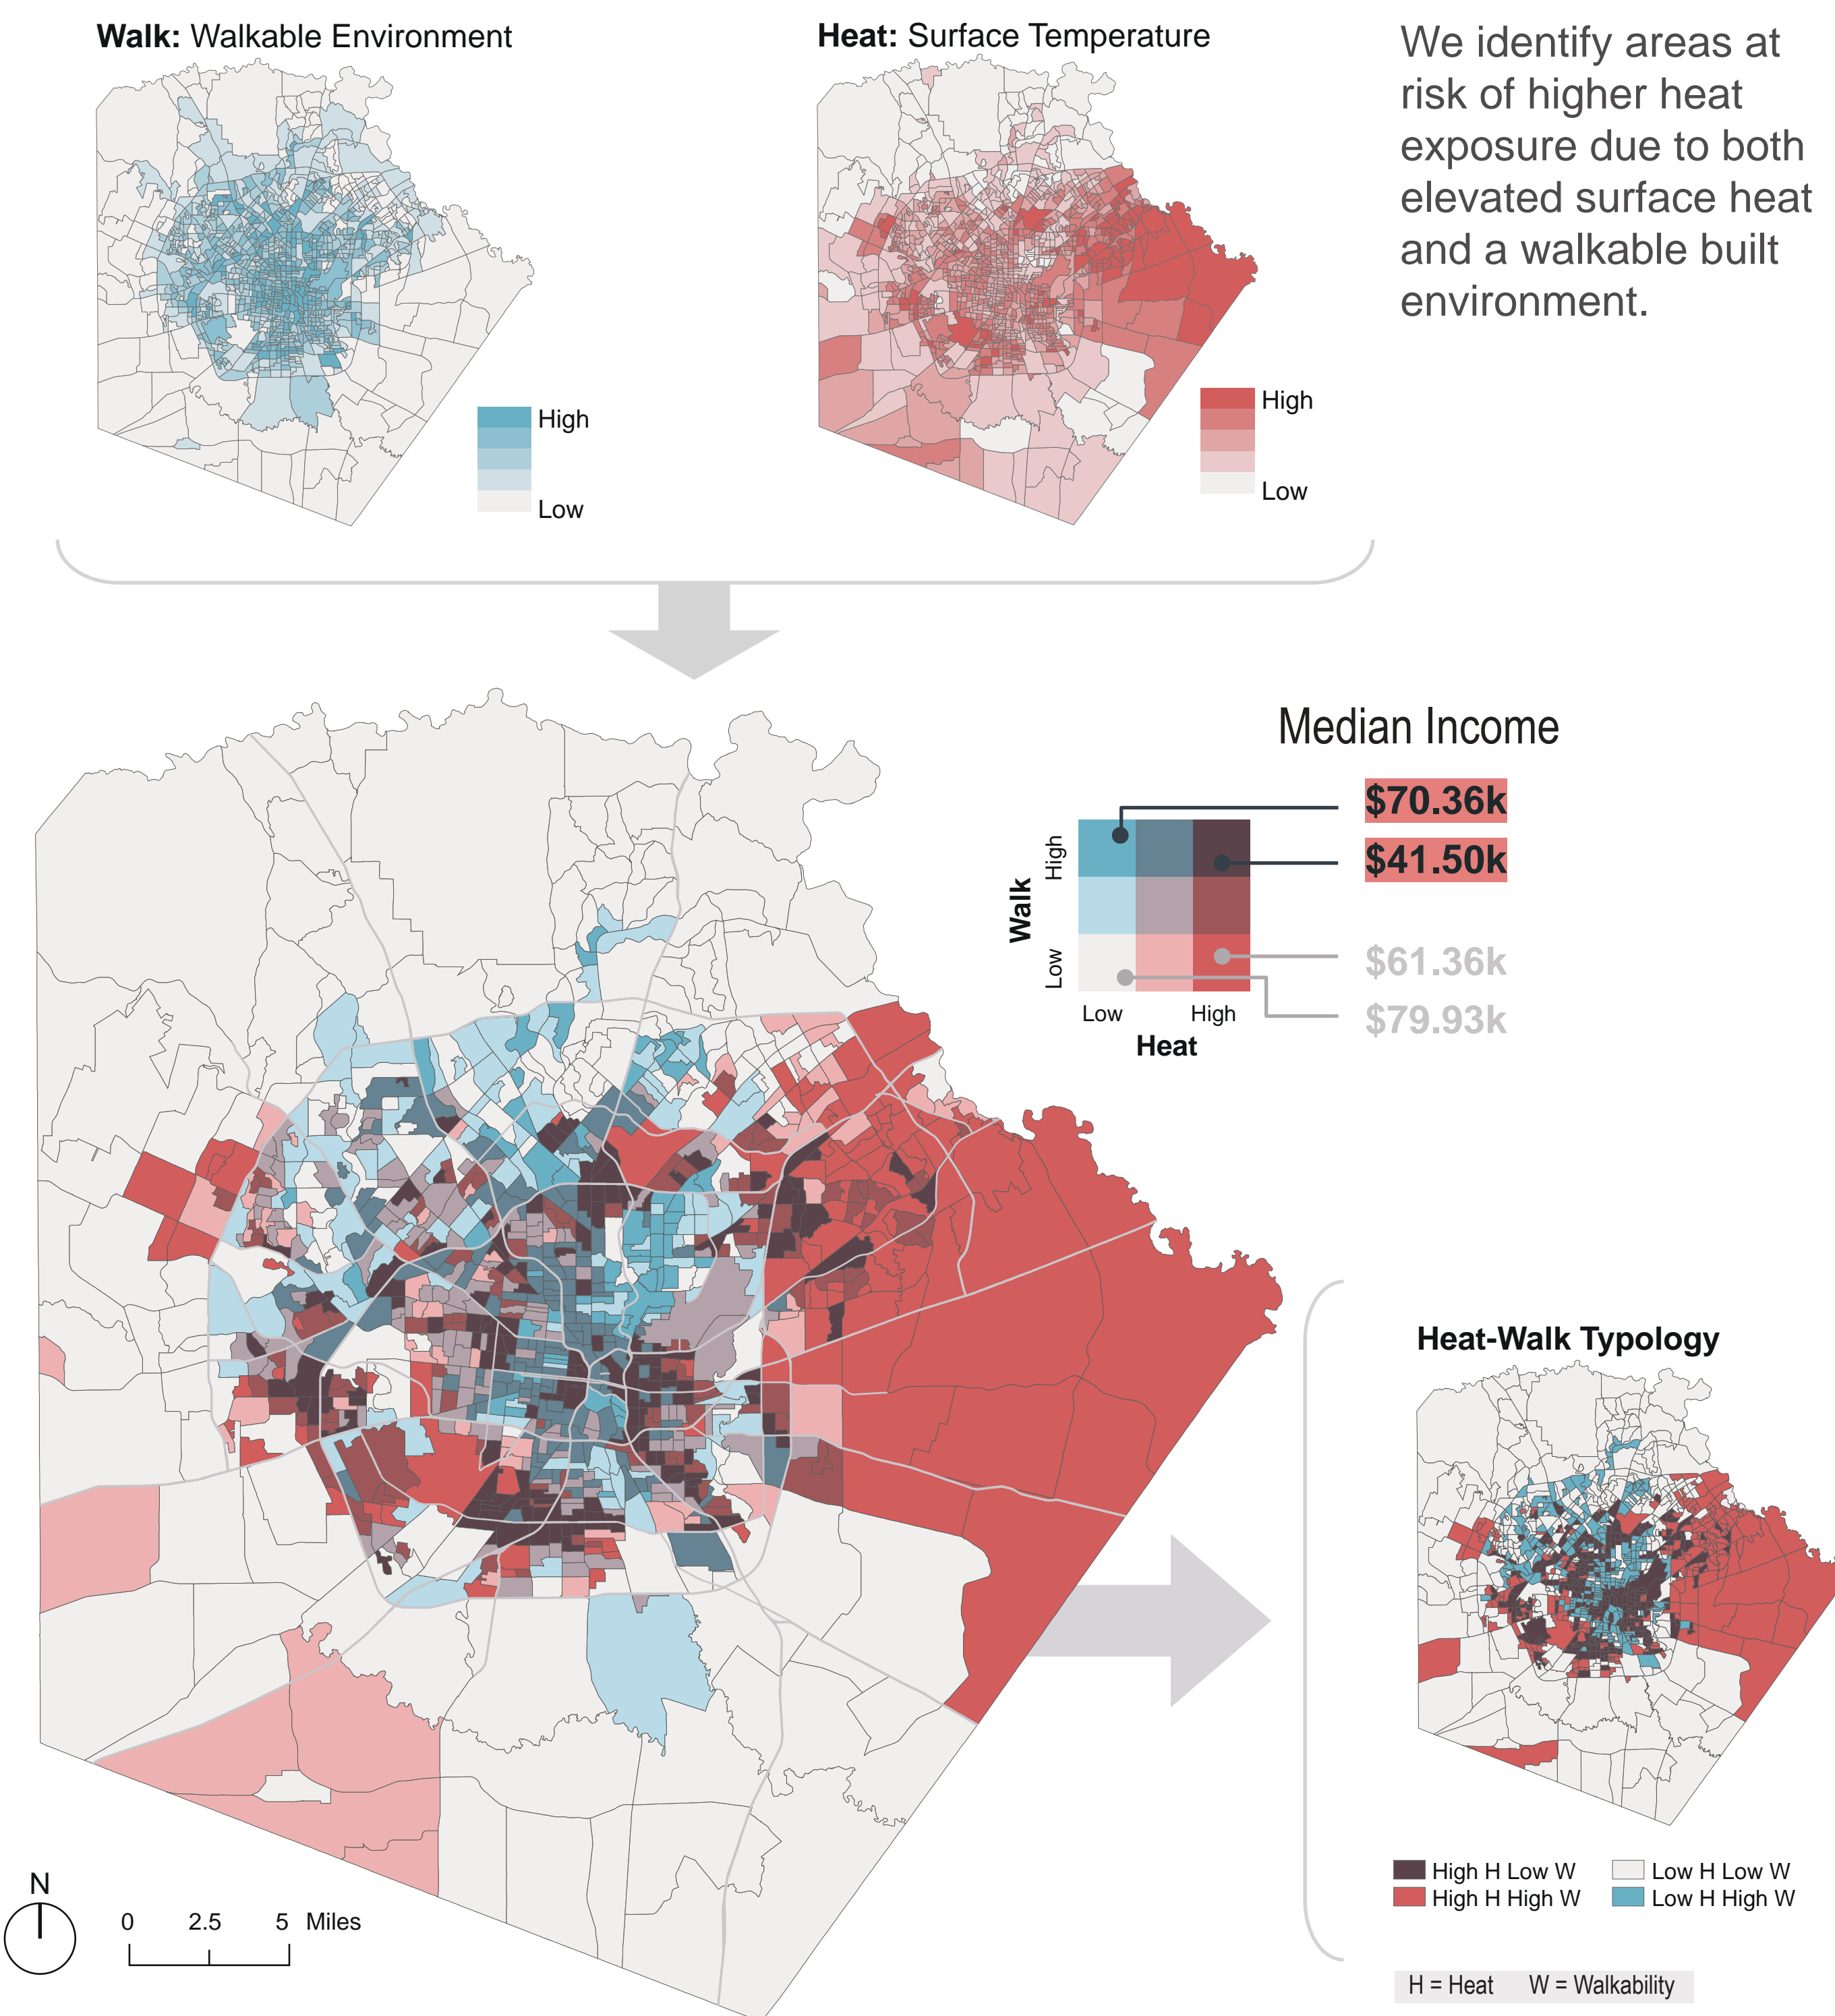 Walk: Walkable Environment
Heat: Surface Temperature
We identify areas at
risk of higher heat
exposure due to both
elevated surface heat
and a walkable built
environment.
High
Low
High
Low
Median Income
$70.36k
$41.50k
$61.36k
$79.93k
Walk
High
Low
Low
High
Heat
Heat-Walk Typology
High H Low W
Low H Low W
High H High W
Low H High W
H = Heat W = Walkability
N
0 2.5 5 Miles